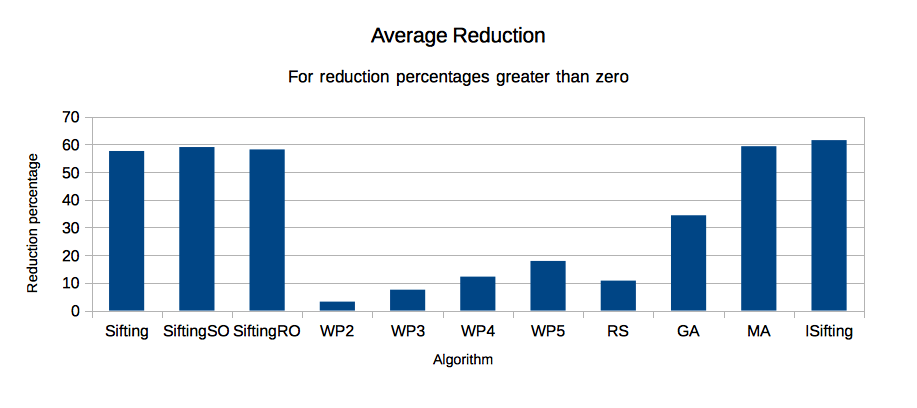 Average Reduction
For reduction percentages greater than zero
Reduction percentage
70
60
50
40
30
20
10
0
Sifting SiftingSO SiftingRO WP2 WP3 WP4 WP5 RS GA MA ISifting
Algorithm